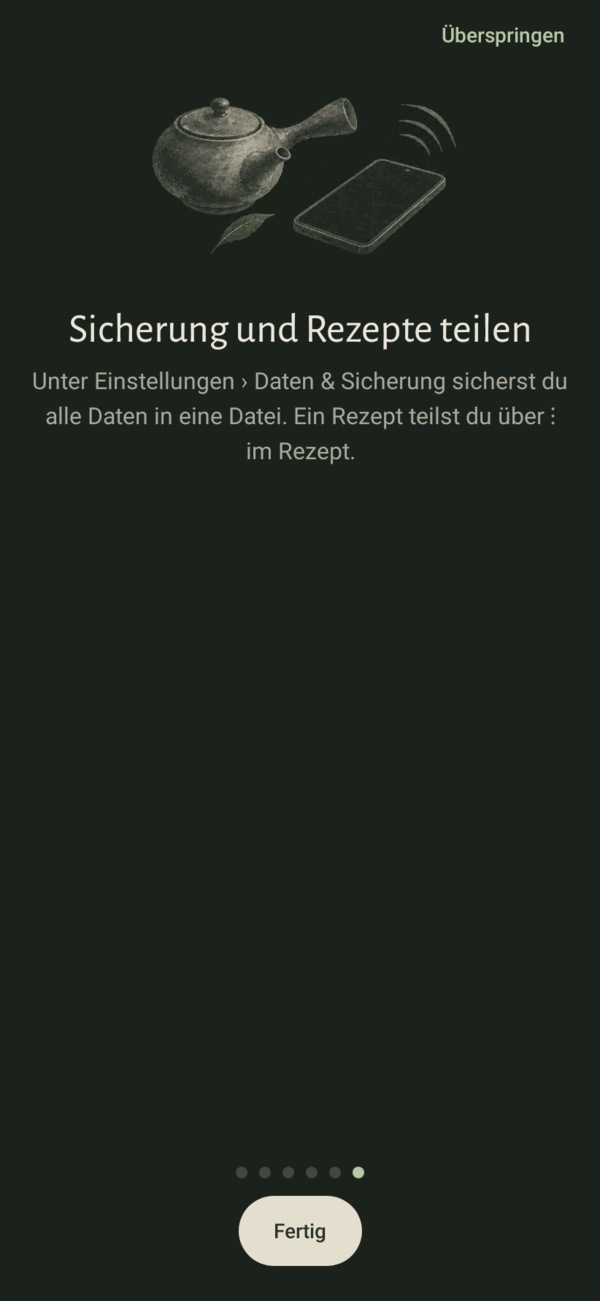 Überspringen
Sicherung und Rezepte teilen
Unter Einstellungen › Daten & Sicherung sicherst du
alle Daten in eine Datei. Ein Rezept teilst du über ⋮
im Rezept.
Fertig